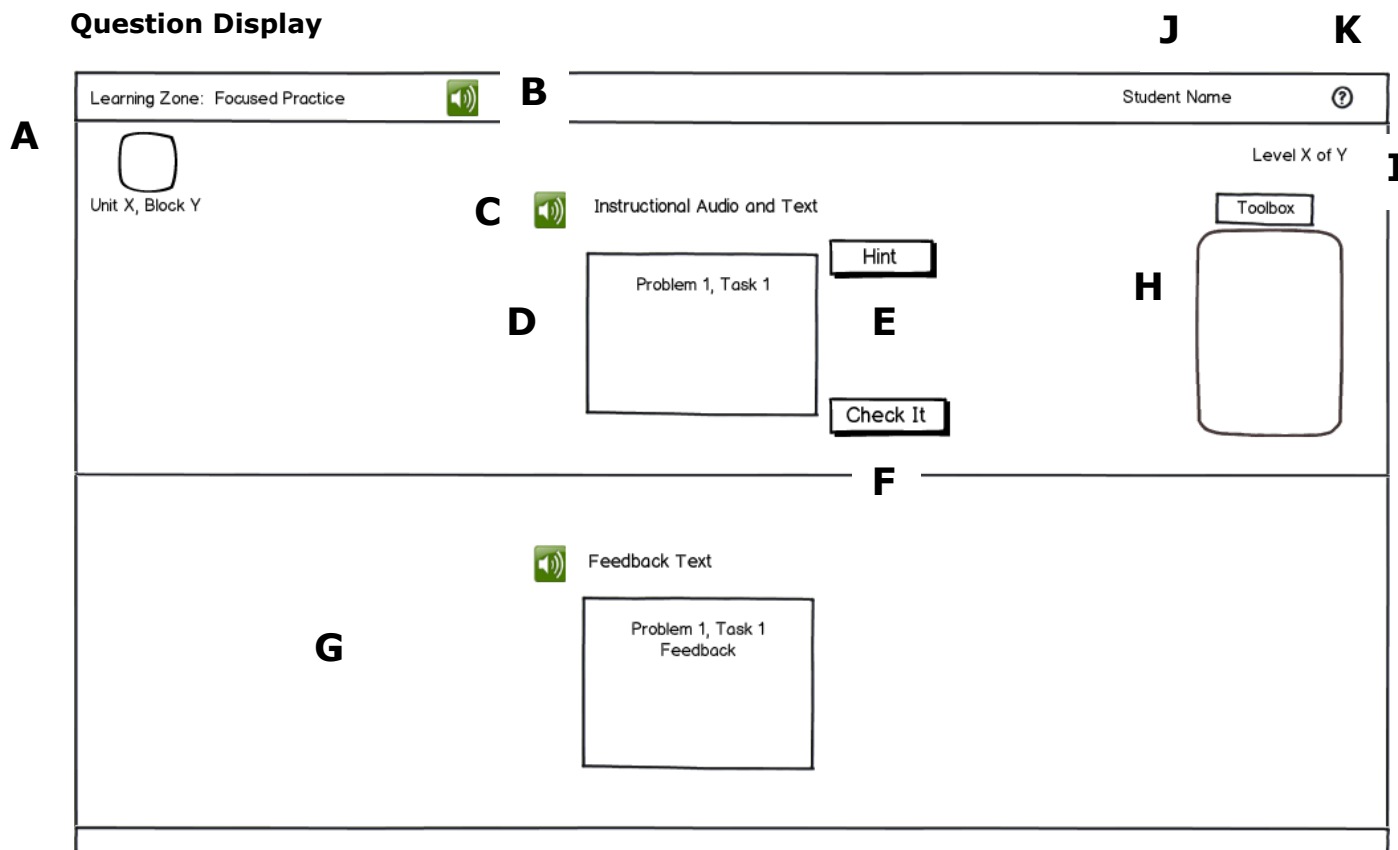 Question Display
J
K
Learning Zone: Focused Practice
B
Student Name
?
A
Level X of Y
I
Unit X, Block Y
C
Instructional Audio and Text
Toolbox
Hint
Problem 1, Task 1
H
D
E
Check It
F
Feedback Text
Problem 1, Task 1
Feedback
G